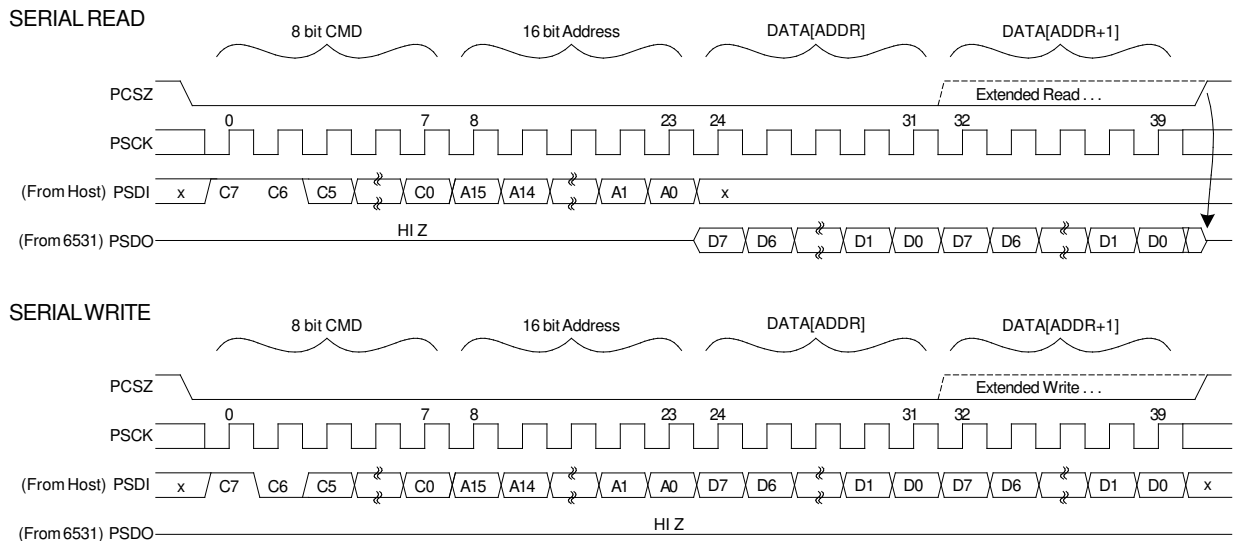 SERIAL READ
8 bit CMD 16 bit Address DATA[ADDR] DATA[ADDR+1]
PCSZ Extended Read . . .
0 7 8 23 24 31 32 39
PSCK
(From Host) PSDI x C7 C6 C5 C0 A15 A14 A1 A0 x
HI Z
(From 6531) PSDO D7 D6 D1 D0 D7 D6 D1 D0
SERIAL WRITE
8 bit CMD 16 bit Address DATA[ADDR] DATA[ADDR+1]
PCSZ Extended Write . . .
0 7 8 23 24 31 32 39
PSCK
(From Host) PSDI x C7 C6 C5 C0 A15 A14 A1 A0 D7 D6 D1 D0 D7 D6 D1 D0 x
HI Z
(From 6531) PSDO